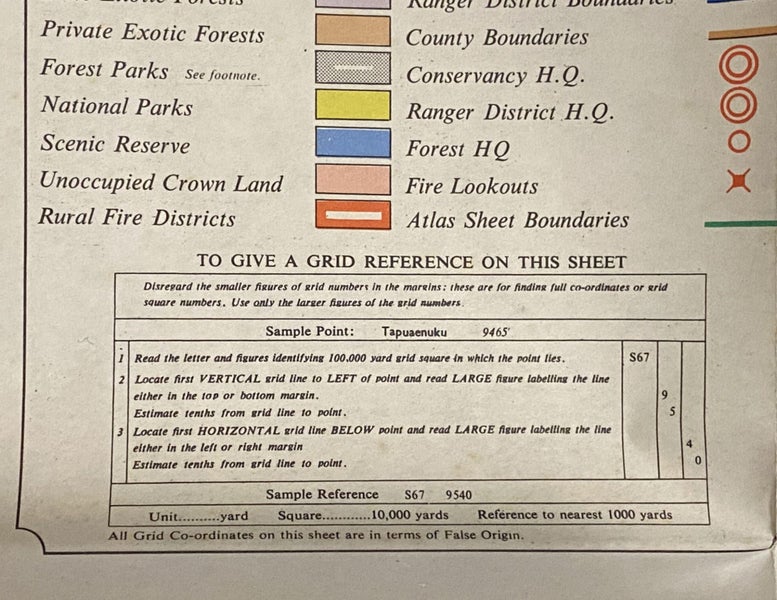 Ranger District Boundaries
Private Exotic Forests
County Boundaries
Forest Parks See footnote.
Conservancy H.Q.
National Parks
Ranger District H.Q.
Scenic Reserve
Forest HQ
Unoccupied Crown Land
Fire Lookouts
Rural Fire Districts
Atlas Sheet Boundaries
TO GIVE A GRID REFERENCE ON THIS SHEET
Disregard the smaller figures of grid numbers in the margins: these are for finding full co-ordinates or grid
square numbers. Use only the larger figures of the grid numbers.
Sample Point: Tapuaenuku 9465'
1 Read the letter and figures identifying 100,000 yard grid square in which the point lies. S67
2 Locate first VERTICAL grid line to LEFT of point and read LARGE figure labelling the line
either in the top or bottom margin. 9
Estimate tenths from grid line to point. 5
3 Locate first HORIZONTAL grid line BELOW point and read LARGE figure labelling the line
either in the left or right margin 4
Estimate tenths from grid line to point. 0
Sample Reference S67 9540
Unit..........yard Square............10,000 yards Reference to nearest 1000 yards
All Grid Co-ordinates on this sheet are in terms of False Origin.